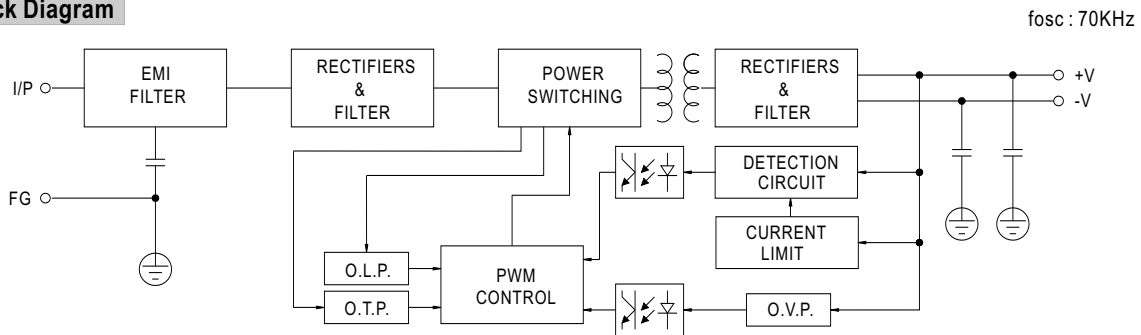 ck Diagram
fosc : 70KHz
I/P
EMI
FILTER
RECTIFIERS
&
FILTER
POWER
SWITCHING
RECTIFIERS
&
FILTER
+V
-V
FG
DETECTION
CIRCUIT
CURRENT
LIMIT
O.L.P.
O.T.P.
PWM
CONTROL
O.V.P.